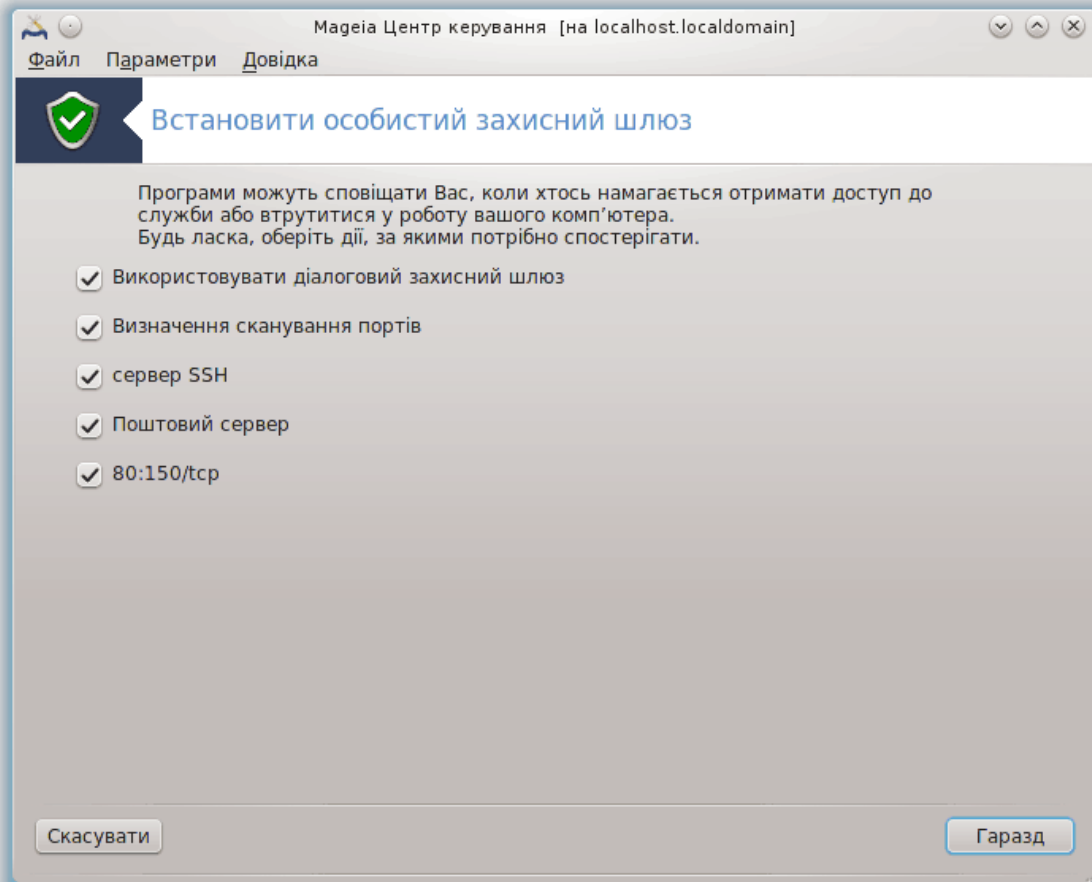 Mageia Центр керування [на localhost.localdomain]
Файл Параметри Довідка
Встановити особистий захисний шлюз
Програми можуть сповіщати Вас, коли хтось намагається отримати доступ до
служби або втрутитися у роботу вашого комп’ютера.
Будь ласка, оберіть дії, за якими потрібно спостерігати.
Використовувати діалоговий захисний шлюз
Визначення сканування портів
сервер SSH
Поштовий сервер
80:150/tcp
Скасувати Гаразд